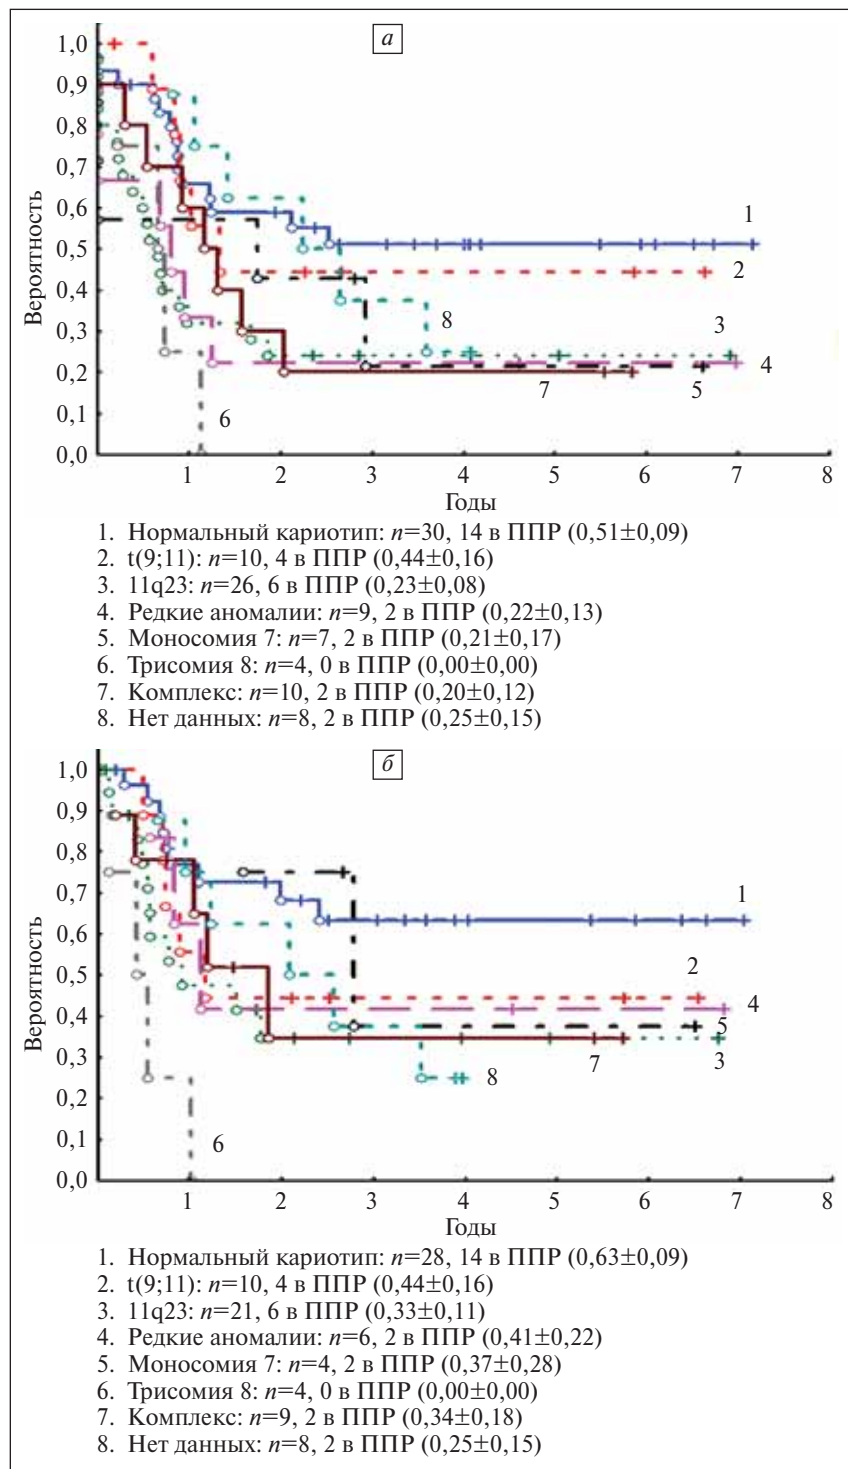 а
Вероятность
1,0
0,9
0,8
0,7
0,6
0,5
0,4
0,3
0,2
0,1
0,0
1
2
3
4
5
6
7
8
1 2 3 4 5 6 7 8
Годы
1. Нормальный кариотип: n=30, 14 в ППР (0,51±0,09)
2. t(9;11): n=10, 4 в ППР (0,44±0,16)
3. 11q23: n=26, 6 в ППР (0,23±0,08)
4. Редкие аномалии: n=9, 2 в ППР (0,22±0,13)
5. Моносомия 7: n=7, 2 в ППР (0,21±0,17)
6. Трисомия 8: n=4, 0 в ППР (0,00±0,00)
7. Комплекс: n=10, 2 в ППР (0,20±0,12)
8. Нет данных: n=8, 2 в ППР (0,25±0,15)
б
Вероятность
1,0
0,9
0,8
0,7
0,6
0,5
0,4
0,3
0,2
0,1
0,0
1
2
4
5
3
7
8
6
1 2 3 4 5 6 7 8
Годы
1. Нормальный кариотип: n=28, 14 в ППР (0,63±0,09)
2. t(9;11): n=10, 4 в ППР (0,44±0,16)
3. 11q23: n=21, 6 в ППР (0,33±0,11)
4. Редкие аномалии: n=6, 2 в ППР (0,41±0,22)
5. Моносомия 7: n=4, 2 в ППР (0,37±0,28)
6. Трисомия 8: n=4, 0 в ППР (0,00±0,00)
7. Комплекс: n=9, 2 в ППР (0,34±0,18)
8. Нет данных: n=8, 2 в ППР (0,25±0,15)